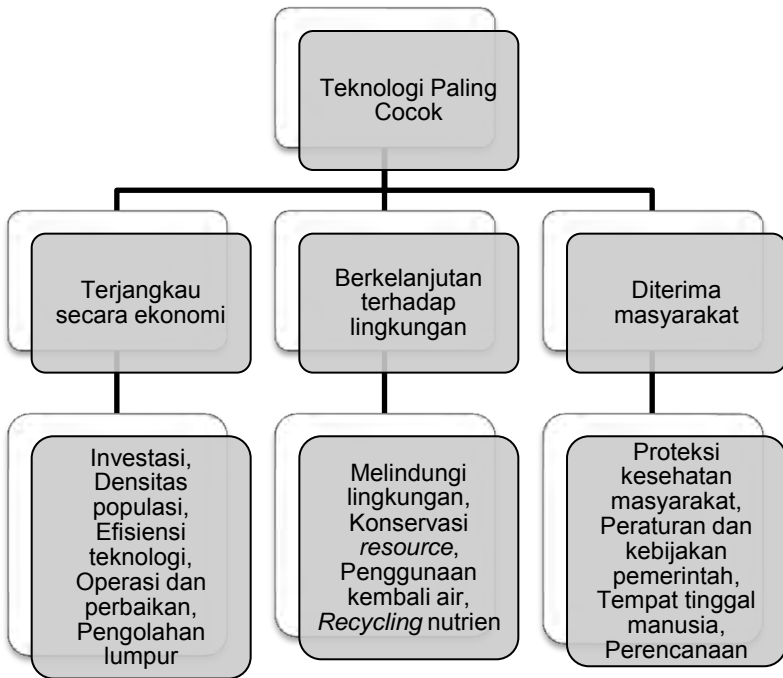 Teknologi Paling
Cocok
Terjangkau
secara ekonomi
Berkelanjutan
terhadap
lingkungan
Diterima
masyarakat
Investasi,
Densitas
populasi,
Efisiensi
teknologi,
Operasi dan
perbaikan,
Pengolahan
lumpur
Melindungi
lingkungan,
Konservasi
resource,
Penggunaan
kembali air,
Recycling nutrien
Proteksi
kesehatan
masyarakat,
Peraturan dan
kebijakan
pemerintah,
Tempat tinggal
manusia,
Perencanaan